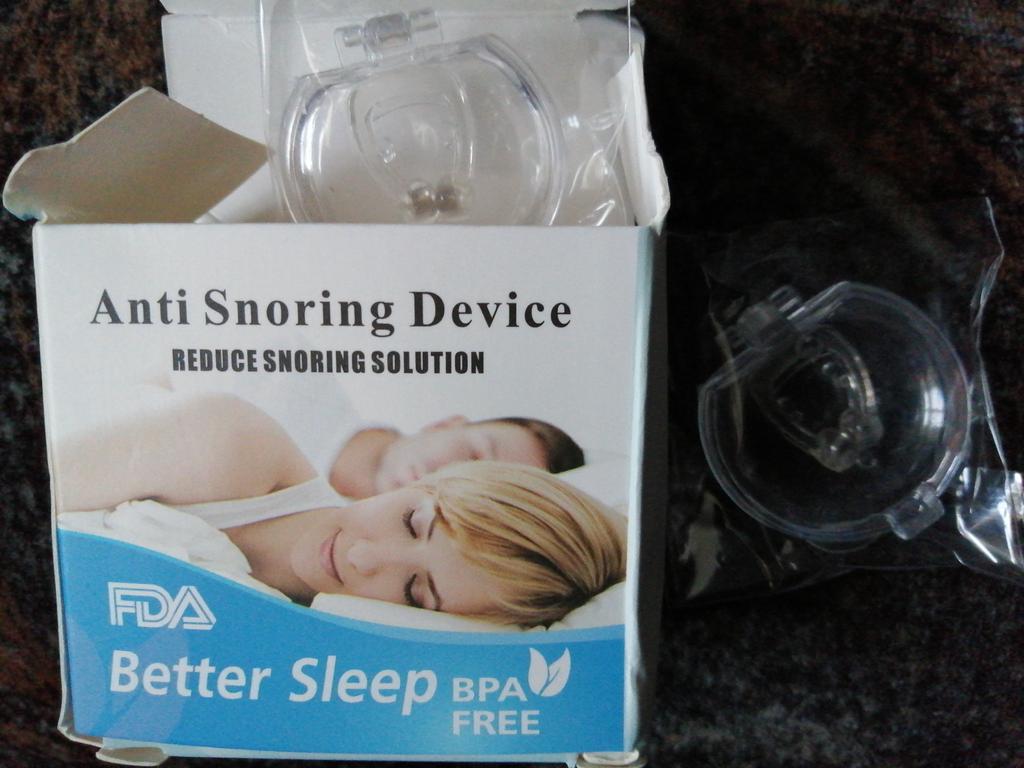 Anti Snoring Device
REDUCE SNORING SOLUTION
FDA
Better Sleep
BPA
FREE